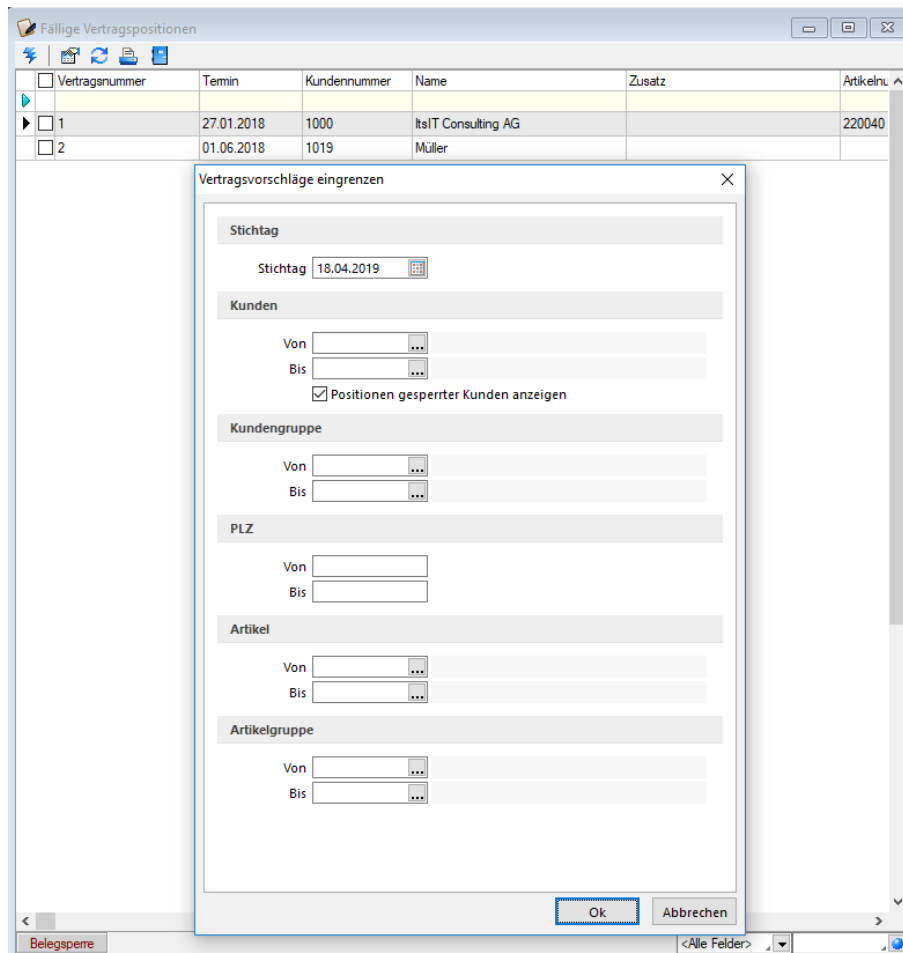 Fällige Vertragspositionen
Vertragsnummer Termin Kundennummer Name Zusatz Artikelnu
1 27.01.2018 1000 ItsIT Consulting AG 220040
2 01.06.2018 1019 Müller
Vertragsvorschläge eingrenzen
Stichtag
Stichtag 18.04.2019
Kunden
Von ...
Bis ...
Positionen gesperrter Kunden anzeigen
Kundengruppe
Von ...
Bis ...
PLZ
Von
Bis
Artikel
Von ...
Bis ...
Artikelgruppe
Von ...
Bis ...
Ok Abbrechen
Belegsperre <Alle Felder>